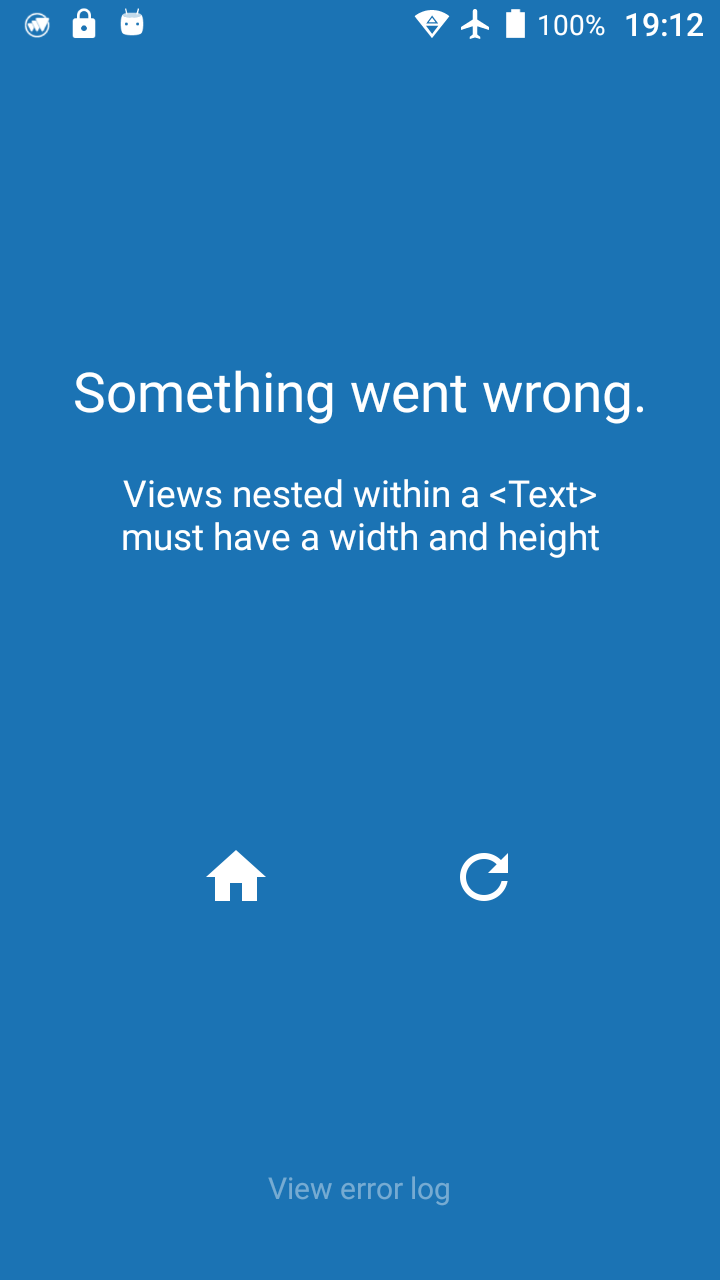 100% 19:12
Something went wrong.
Views nested within a <Text>
must have a width and height
View error log